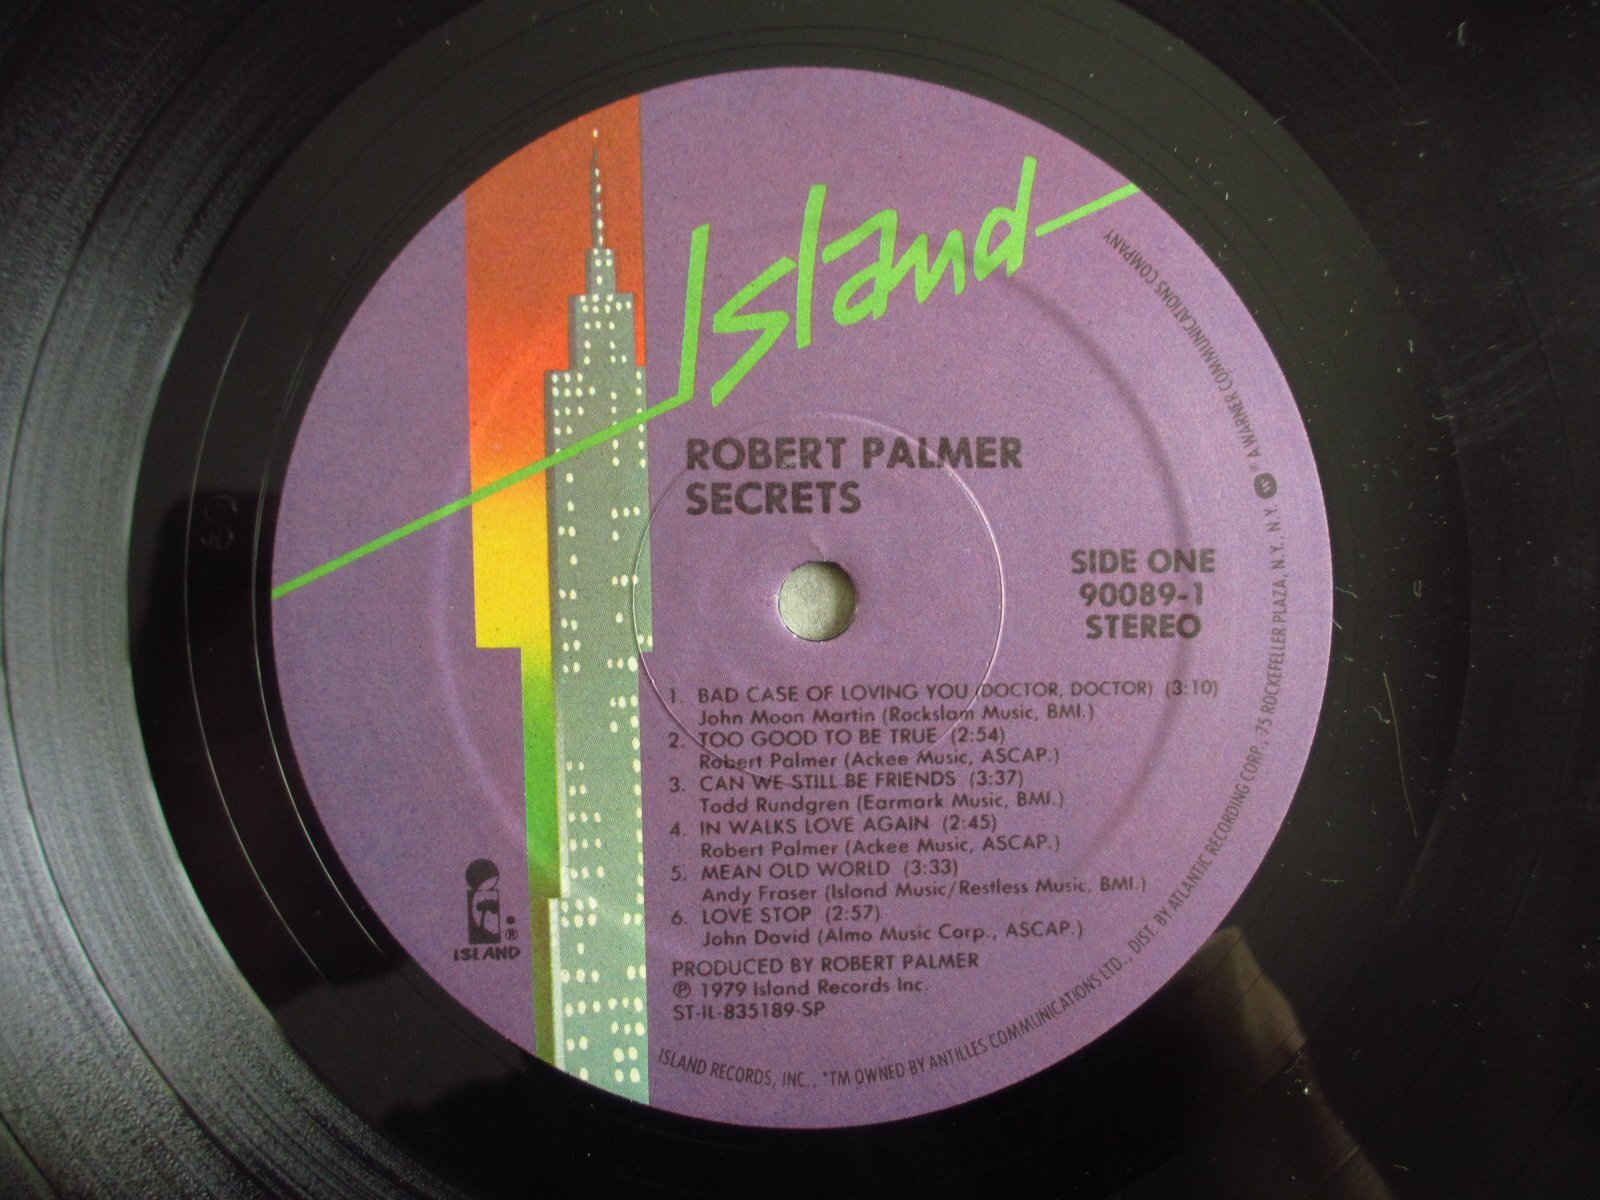 Island
ROBERT PALMER
SECRETS
SIDE ONE
90089-1
STEREO
1. BAD CASE OF LOVING YOU (DOCTOR, DOCTOR) (3:10)
John Moon Martin (Rockslam Music, BMI.)
2. TOO GOOD TO BE TRUE (2:54)
Robert Palmer (Ackee Music, ASCAP.)
3. CAN WE STILL BE FRIENDS (3:37)
Todd Rundgren (Earmark Music, BMI.)
4. IN WALKS LOVE AGAIN (2:45)
Robert Palmer (Ackee Music, ASCAP.)
5. MEAN OLD WORLD (3:33)
Andy Fraser (Island Music/Restless Music, BMI.)
6. LOVE STOP (2:57)
John David (Almo Music Corp., ASCAP.)
PRODUCED BY ROBERT PALMER
℗ 1979 Island Records Inc.
ST-IL-835189-SP
®
ISLAND
ISLAND RECORDS, INC., *TM OWNED BY ANTILLES COMMUNICATIONS LTD., DIST. BY ATLANTIC RECORDING CORP., 75 ROCKEFELLER PLAZA, N.Y., N.Y. ® A WARNER COMMUNICATIONS COMPANY